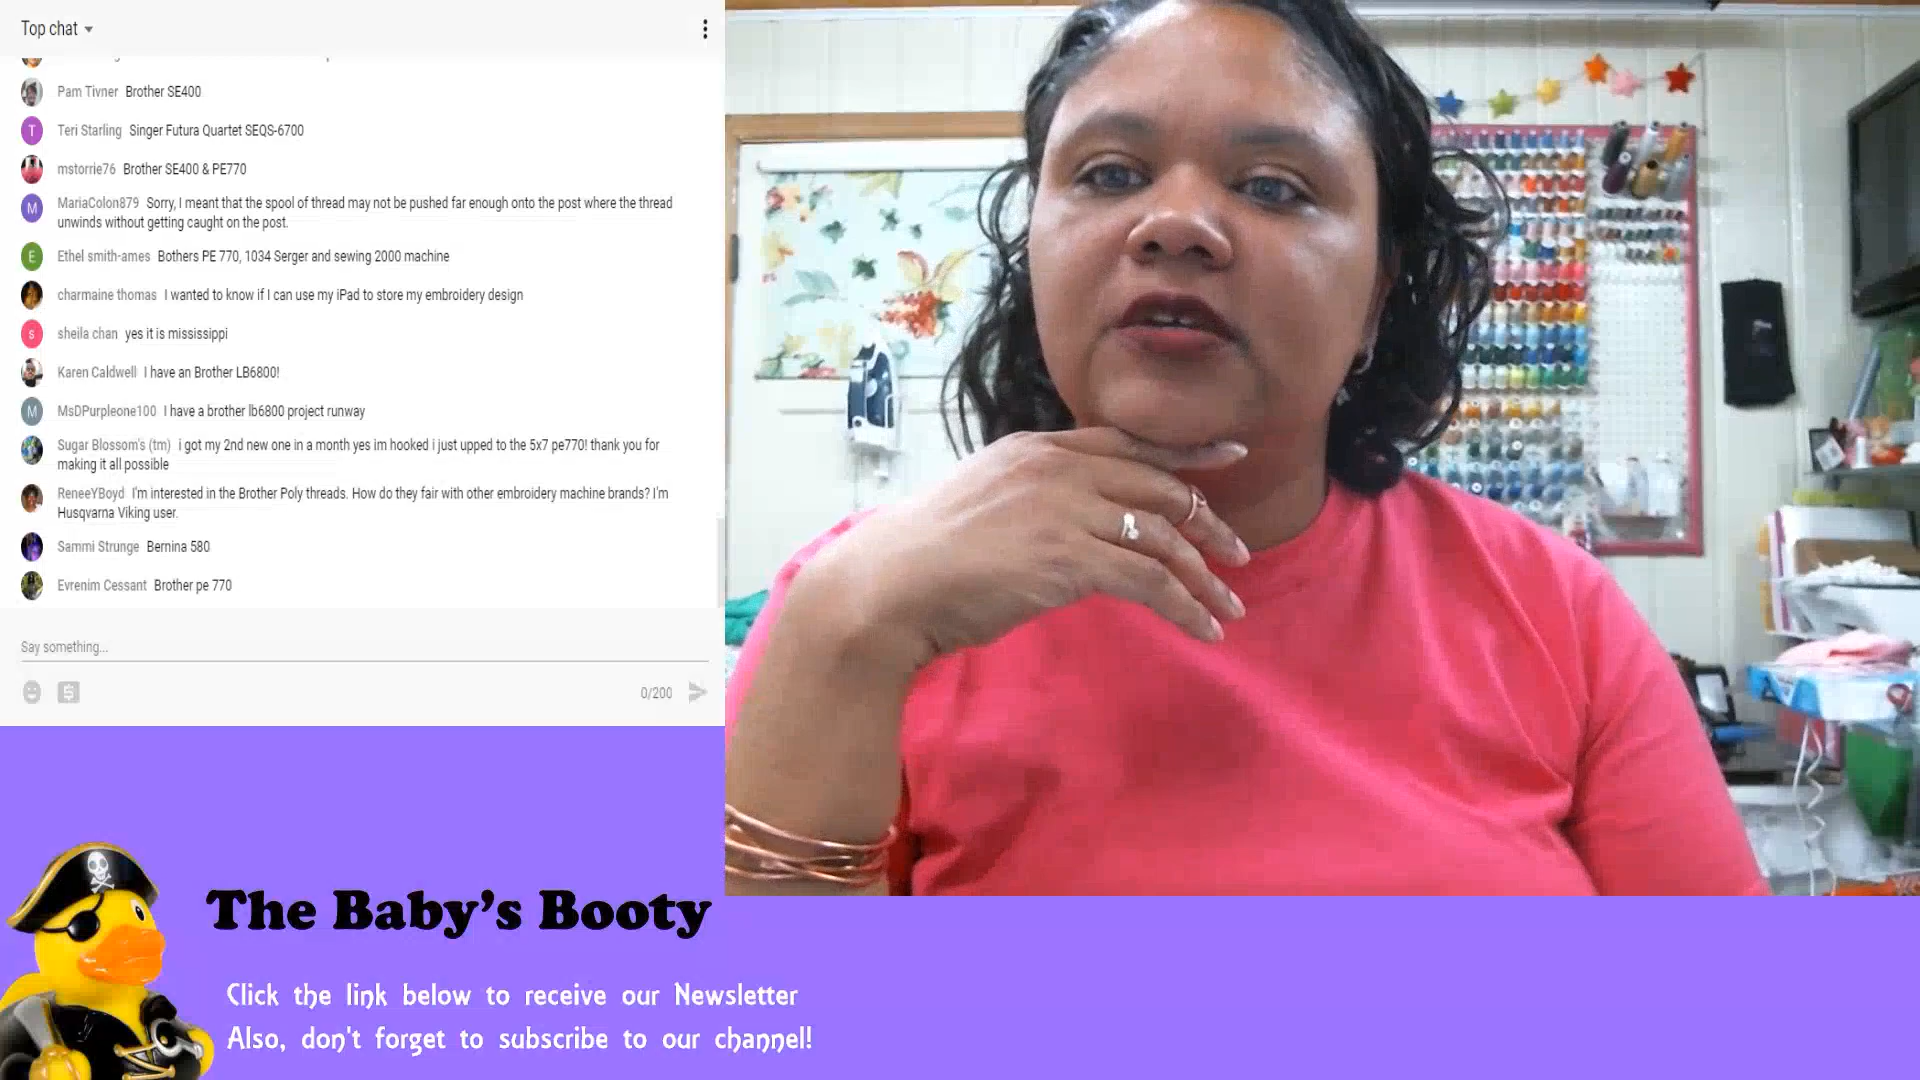 Top chat
Pam Tivner Brother SE400
T Teri Starling Singer Futura Quartet SEQS-6700
mstorrie76 Brother SE400 & PE770
M MariaColon879 Sorry, I meant that the spool of thread may not be pushed far enough onto the post where the thread
unwinds without getting caught on the post.
E Ethel smith-ames Bothers PE 770, 1034 Serger and sewing 2000 machine
charmaine thomas I wanted to know if I can use my iPad to store my embroidery design
s sheila chan yes it is mississippi
Karen Caldwell I have an Brother LB6800!
M MsDPurpleone100 I have a brother lb6800 project runway
Sugar Blossom's (tm) i got my 2nd new one in a month yes im hooked i just upped to the 5x7 pe770! thank you for
making it all possible
ReneeYBoyd I'm interested in the Brother Poly threads. How do they fair with other embroidery machine brands? I'm
Husqvarna Viking user.
Sammi Strunge Bernina 580
Evrenim Cessant Brother pe 770
Say something...
0/200
The Baby's Booty
Click the link below to receive our Newsletter
Also, don't forget to subscribe to our channel!